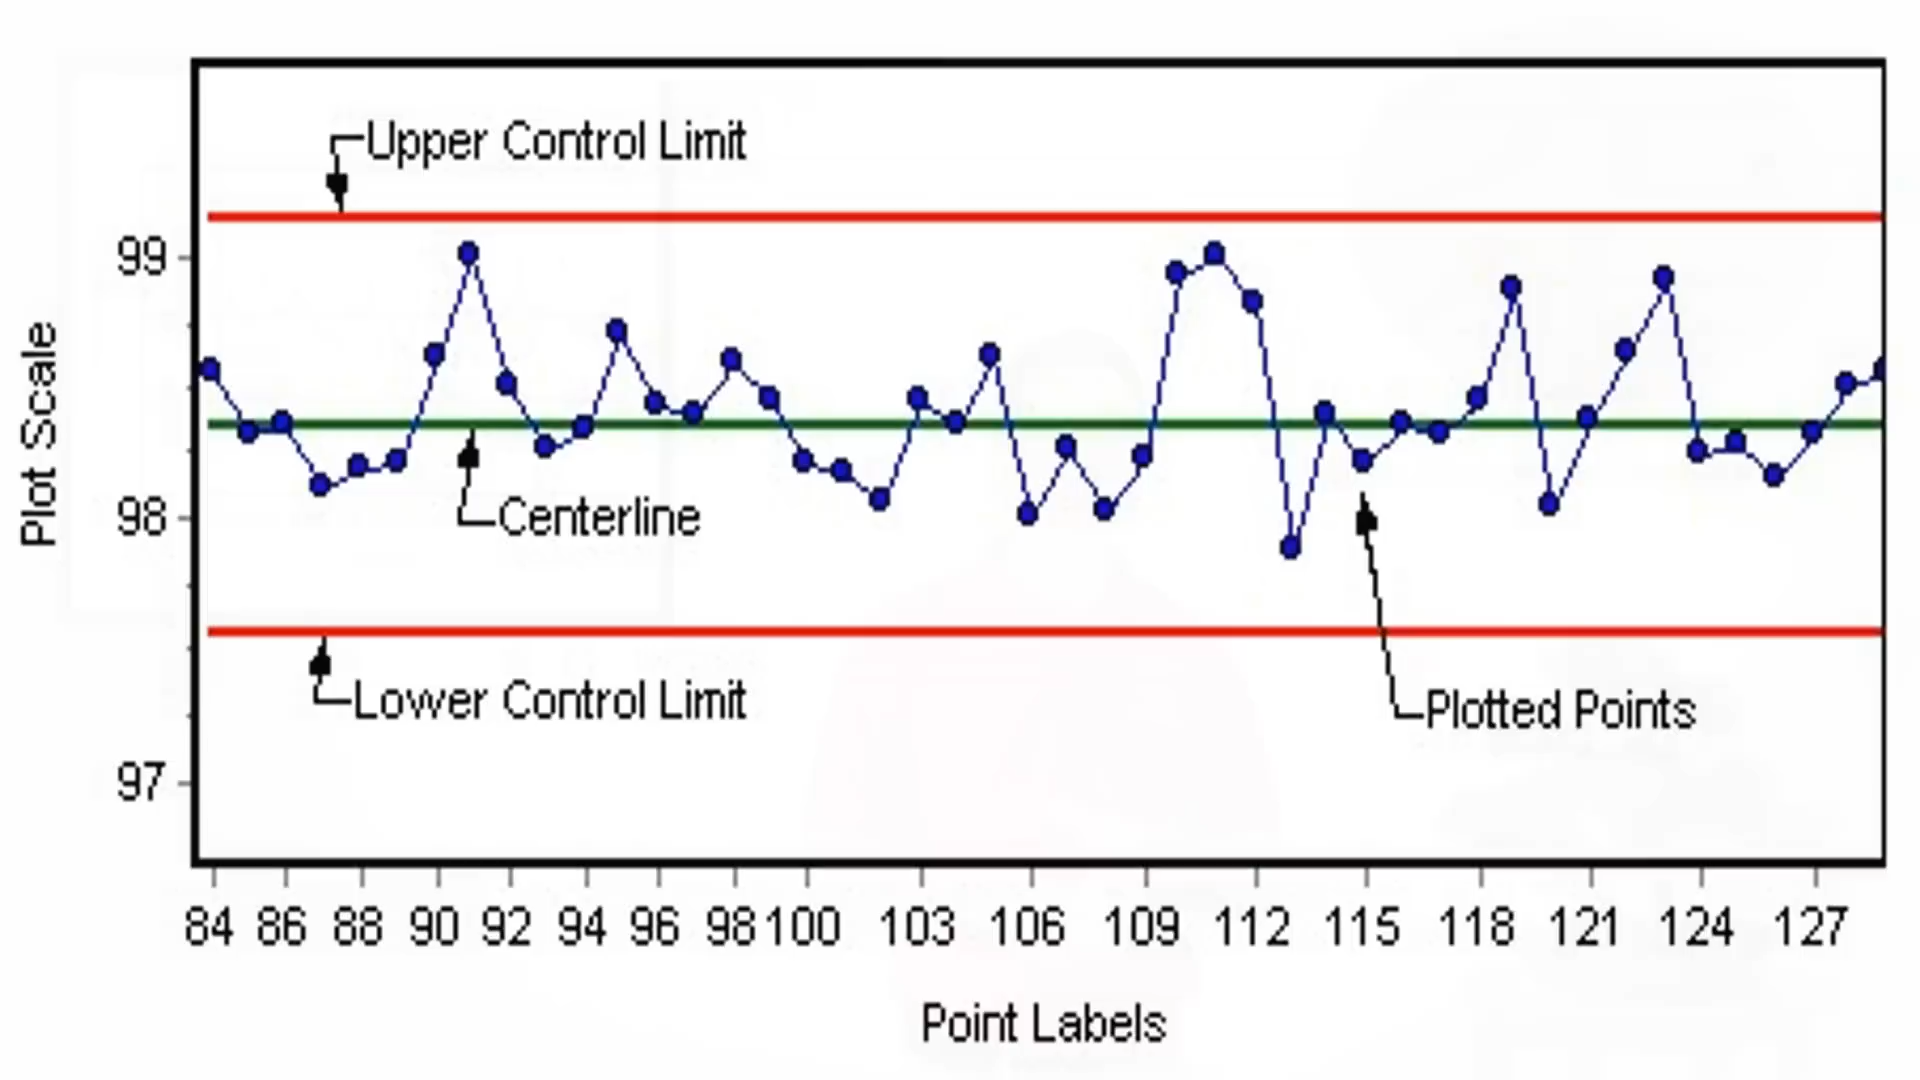 Upper Control Limit
99
Plot Scale
98
Centerline
Lower Control Limit
Plotted Points
97
84 86 88 90 92 94 96 98 100 103 106 109 112 115 118 121 124 127
Point Labels